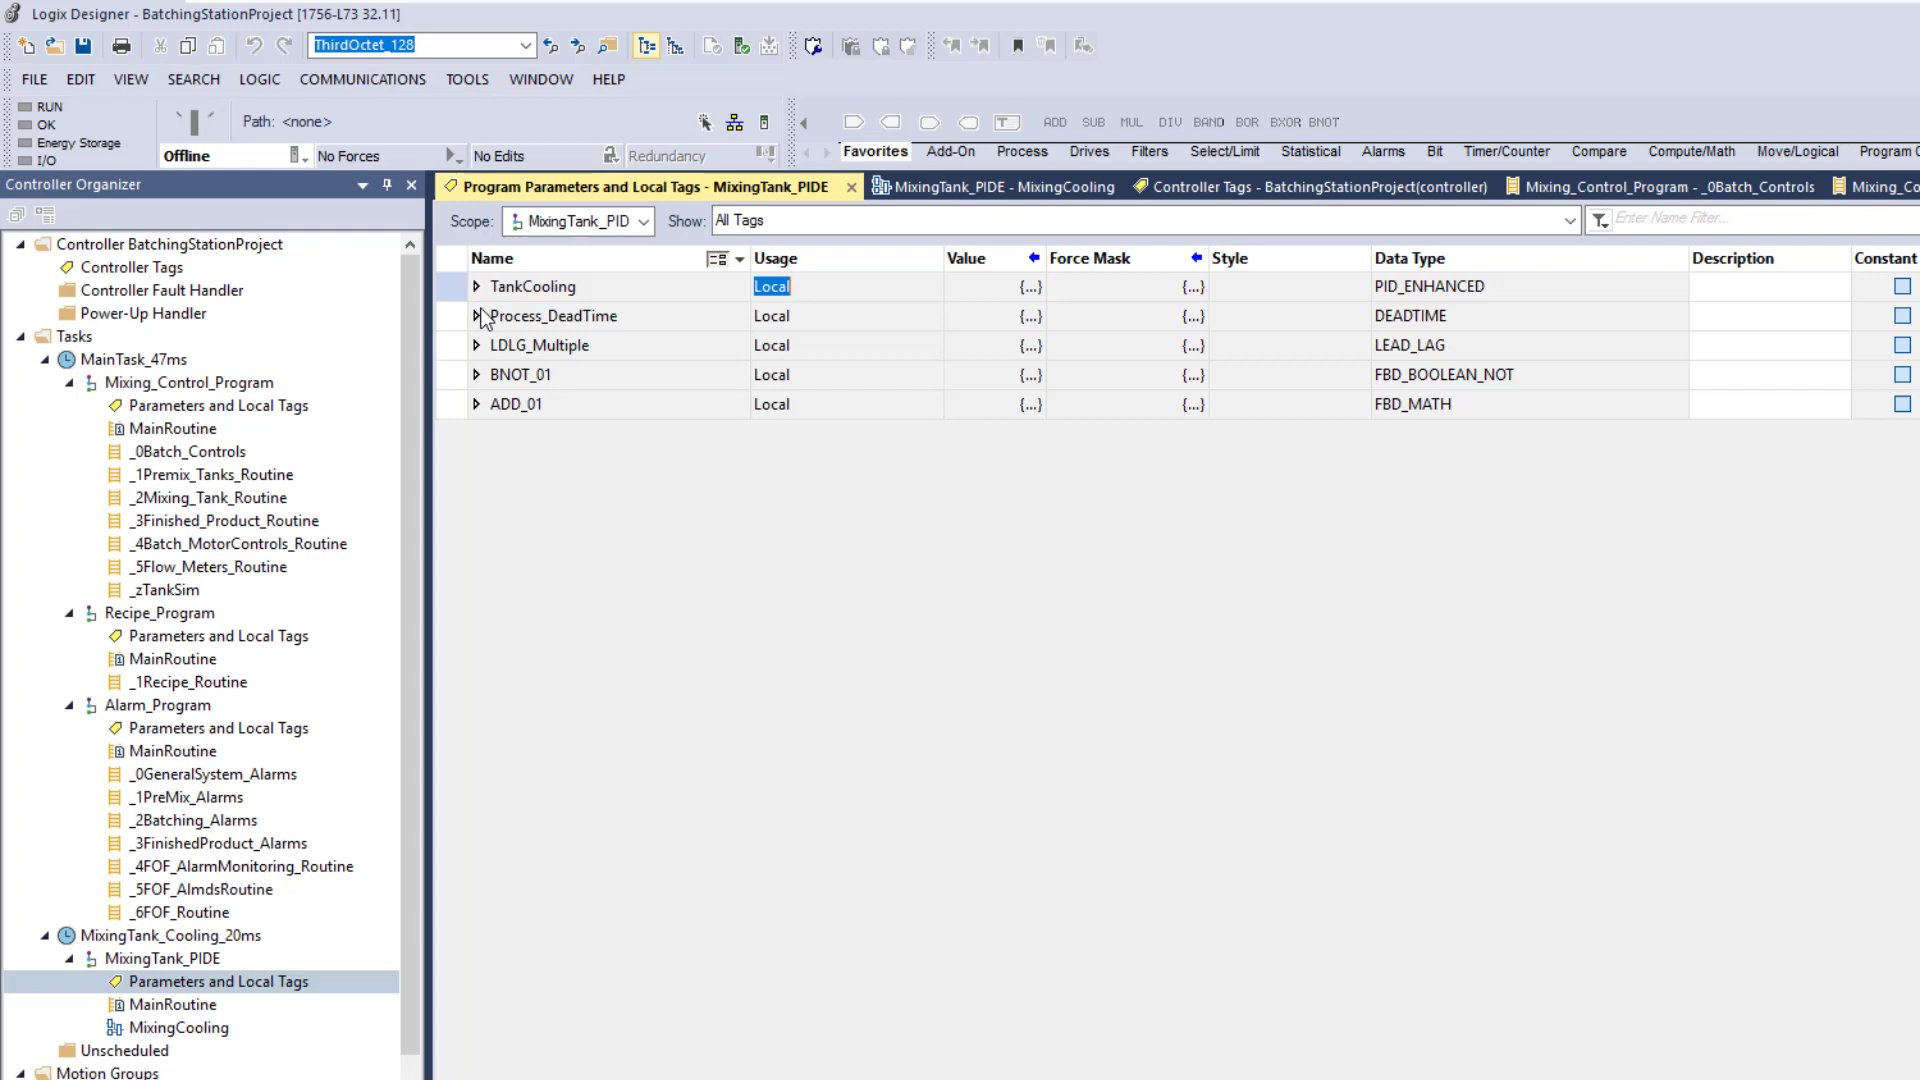 Logix Designer - BatchingStationProject [1756-L73 32.11]
ThirdOctet_128
FILE EDIT VIEW SEARCH LOGIC COMMUNICATIONS TOOLS WINDOW HELP
RUN
OK
Energy Storage
I/O
Path: <none>
Offline No Forces No Edits Redundancy
ADD SUB MUL DIV BAND BOR BXOR BNOT
Favorites Add-On Process Drives Filters Select/Limit Statistical Alarms Bit Timer/Counter Compare Compute/Math Move/Logical Program C
Controller Organizer
Program Parameters and Local Tags - MixingTank_PIDE MixingTank_PIDE - MixingCooling Controller Tags - BatchingStationProject(controller) Mixing_Control_Program - _0Batch_Controls Mixing_Co
Scope: MixingTank_PID Show: All Tags Enter Name Filter...
Name Usage Value Force Mask Style Data Type Description Constant
TankCooling Local {...} {...} PID_ENHANCED
Process_DeadTime Local {...} {...} DEADTIME
LDLG_Multiple Local {...} {...} LEAD_LAG
BNOT_01 Local {...} {...} FBD_BOOLEAN_NOT
ADD_01 Local {...} {...} FBD_MATH
Controller BatchingStationProject
Controller Tags
Controller Fault Handler
Power-Up Handler
Tasks
MainTask_47ms
Mixing_Control_Program
Parameters and Local Tags
MainRoutine
_0Batch_Controls
_1Premix_Tanks_Routine
_2Mixing_Tank_Routine
_3Finished_Product_Routine
_4Batch_MotorControls_Routine
_5Flow_Meters_Routine
_zTankSim
Recipe_Program
Parameters and Local Tags
MainRoutine
_1Recipe_Routine
Alarm_Program
Parameters and Local Tags
MainRoutine
_0GeneralSystem_Alarms
_1PreMix_Alarms
_2Batching_Alarms
_3FinishedProduct_Alarms
_4FOF_AlarmMonitoring_Routine
_5FOF_AlmdsRoutine
_6FOF_Routine
MixingTank_Cooling_20ms
MixingTank_PIDE
Parameters and Local Tags
MainRoutine
MixingCooling
Unscheduled
Motion Groups